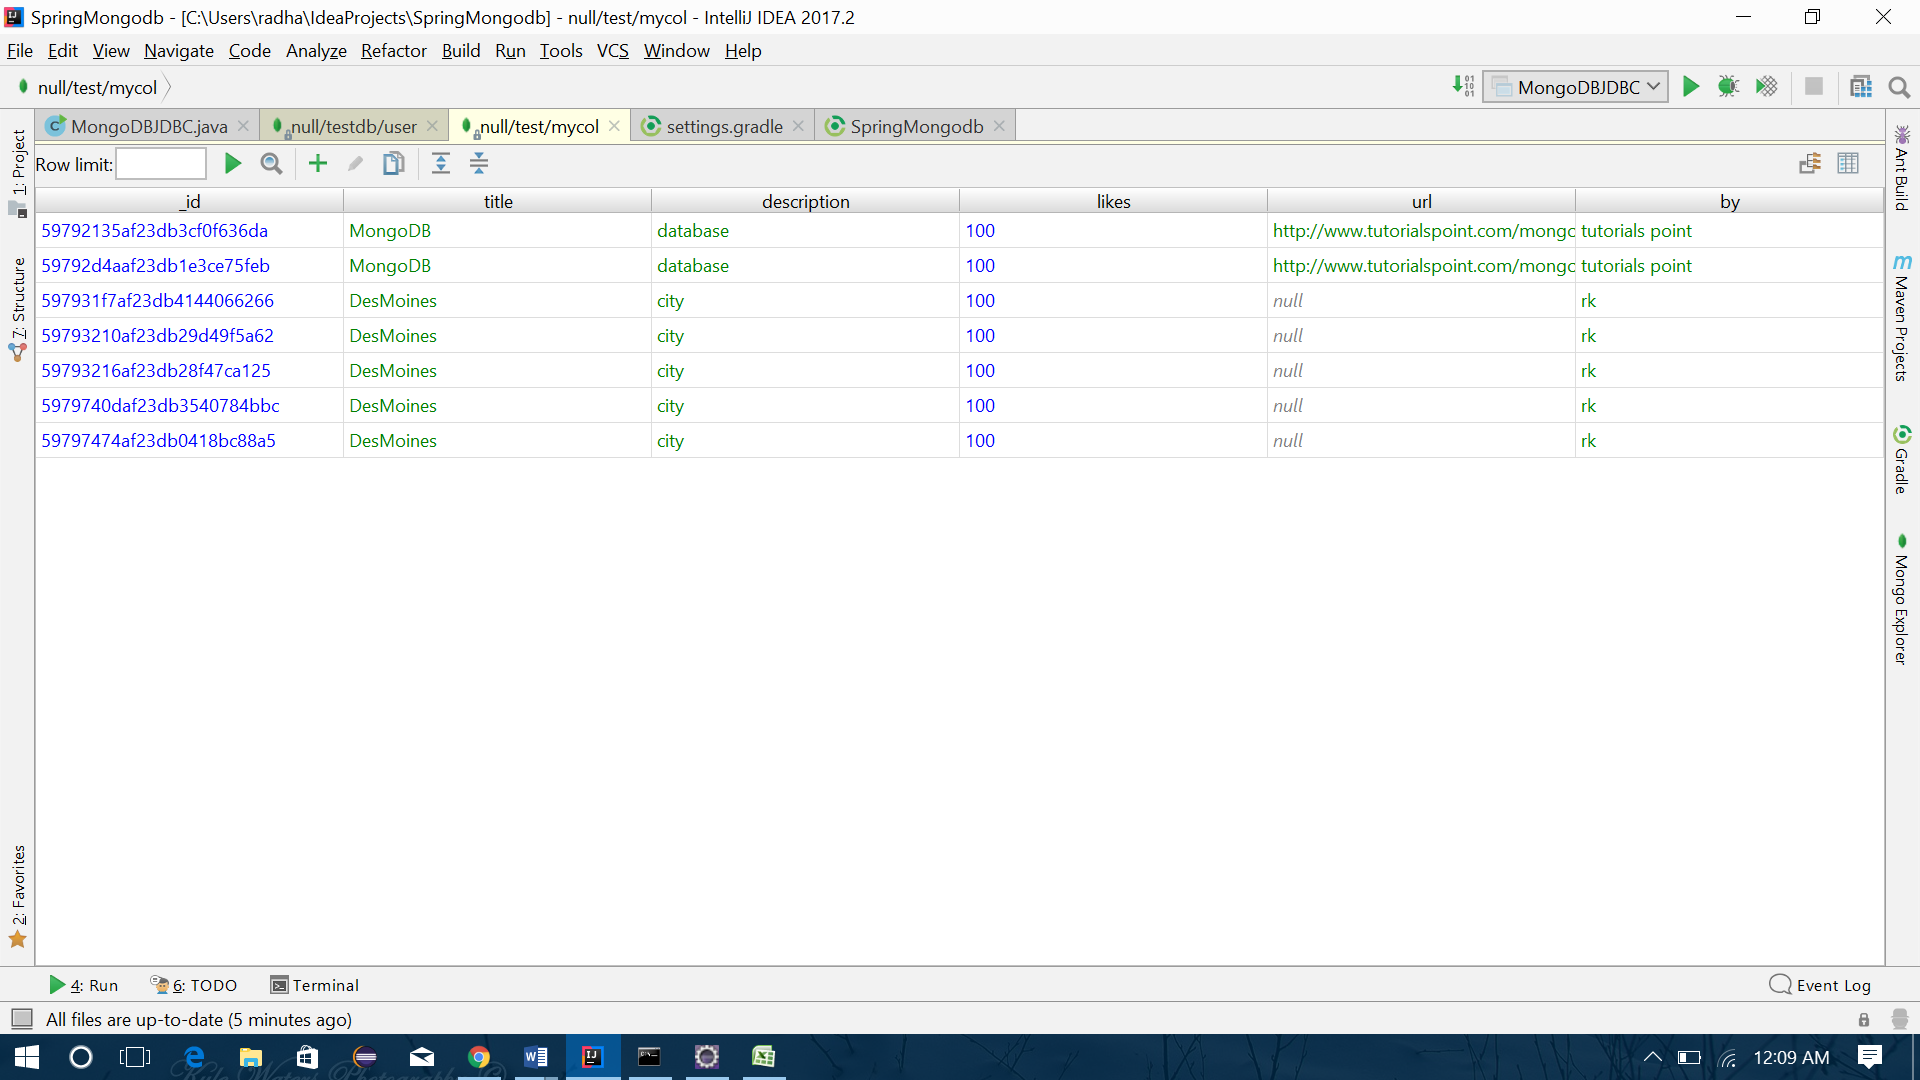 SpringMongodb - [C:\Users\radha\IdeaProjects\SpringMongodb] - null/test/mycol - IntelliJ IDEA 2017.2
File Edit View Navigate Code Analyze Refactor Build Run Tools VCS Window Help
null/test/mycol MongoDBJDBC
MongoDBJDBC.java null/testdb/user null/test/mycol settings.gradle SpringMongodb
Row limit:
_id title description likes url by
59792135af23db3cf0f636da MongoDB database 100 http://www.tutorialspoint.com/mongo tutorials point
59792d4aaf23db1e3ce75feb MongoDB database 100 http://www.tutorialspoint.com/mongo tutorials point
597931f7af23db4144066266 DesMoines city 100 null rk
59793210af23db29d49f5a62 DesMoines city 100 null rk
59793216af23db28f47ca125 DesMoines city 100 null rk
5979740daf23db3540784bbc DesMoines city 100 null rk
59797474af23db0418bc88a5 DesMoines city 100 null rk
1: Project
7: Structure
2: Favorites
Ant Build
Maven Projects
Gradle
Mongo Explorer
4: Run 6: TODO Terminal Event Log
All files are up-to-date (5 minutes ago)
12:09 AM